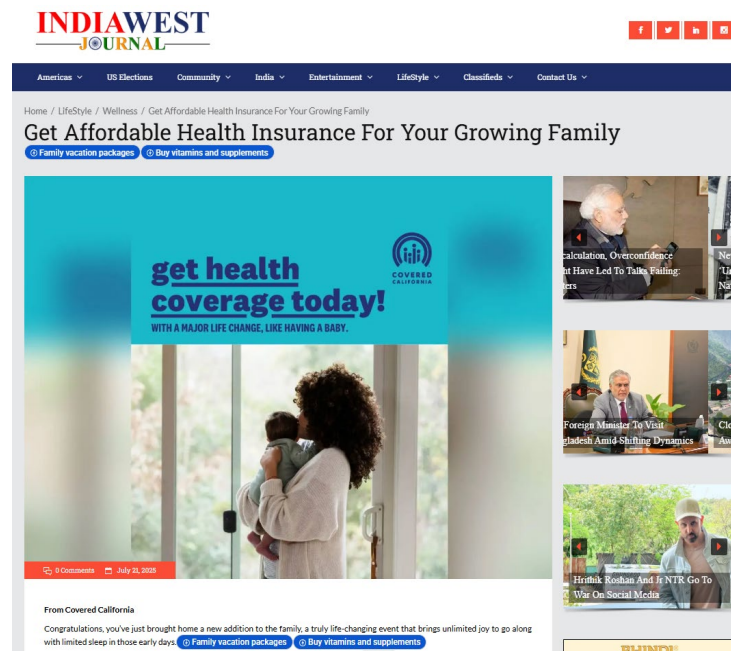 INDIAWEST
JOURNAL
Americas
US Elections
Community
India
Entertainment
LifeStyle
Classifieds
Contact Us
Home / LifeStyle / Wellness / Get Affordable Health Insurance For Your Growing Family
Get Affordable Health Insurance For Your Growing Family
Family vacation packages
Buy vitamins and supplements
get health
coverage today!
WITH A MAJOR LIFE CHANGE, LIKE HAVING A BABY.
COVERED
CALIFORNIA
0 Comments
July 21, 2025
From Covered California
Congratulations, you've just brought home a new addition to the family, a truly life-changing event that brings unlimited joy to go along
with limited sleep in those early days. Family vacation packages Buy vitamins and supplements
calculation, Overconfidence
ht Have Led To Talks Failing:
ters
Foreign Minister To Visit
gladesh Amid Shifting Dynamics
Hrithik Roshan And Jr NTR Go To
War On Social Media